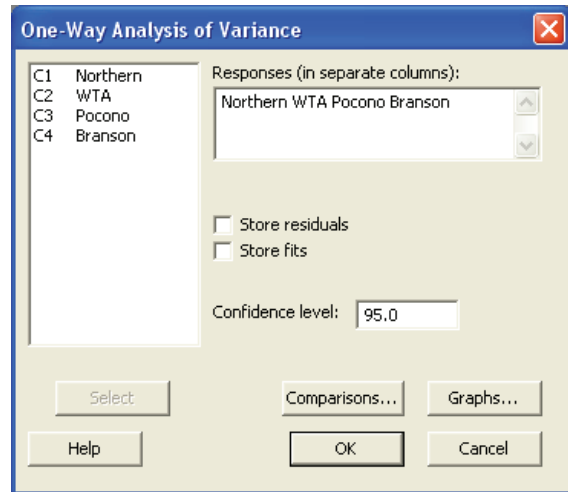 One-Way Analysis of Variance
C1 Northern
C2 WTA
C3 Pocono
C4 Branson
Responses (in separate columns):
Northern WTA Pocono Branson
Store residuals
Store fits
Confidence level: 95.0
Select
Comparisons...
Graphs...
Help
OK
Cancel